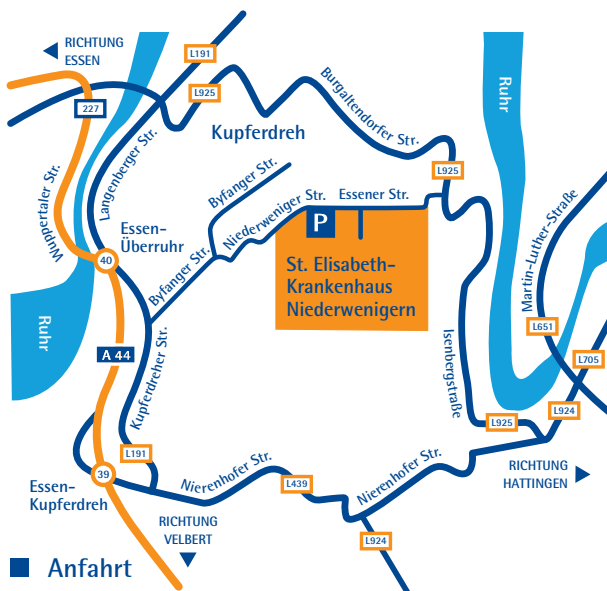 RICHTUNG
ESSEN
L191
227
L925
Burgaltendorfer Str.
Ruhr
Kupferdreh
Langenberger Str.
Wuppertaler Str.
L925
Byfanger Str.
Niederweniger Str.
Essener Str.
P
Martin-Luther-Straße
Essen-
Überruhr
40
Byfanger Str.
St. Elisabeth-
Krankenhaus
Niederwenigern
Ruhr
L651
Isenbergstraße
A 44
Kupferdreher Str.
L705
L924
L925
L191
39
Nierenhofer Str.
L439
Nierenhofer Str.
RICHTUNG
HATTINGEN
Essen-
Kupferdreh
RICHTUNG
VELBERT
L924
Anfahrt